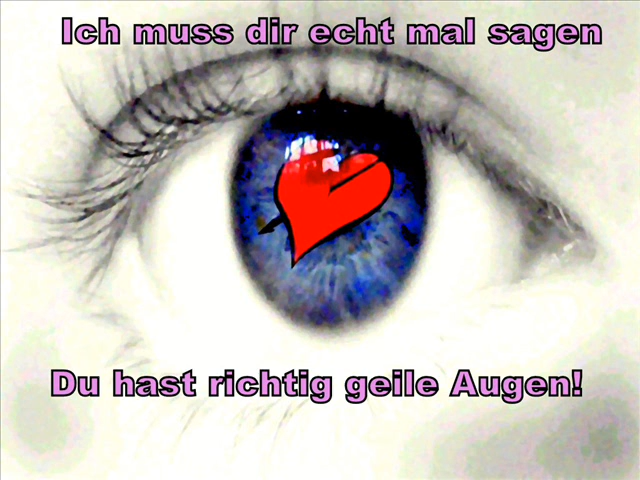 Ich muss dir echt mal sagen
Du hast richtig geile Augen!